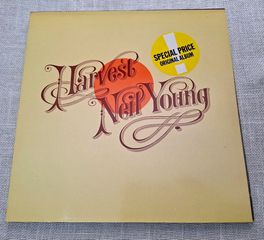 Harvest
Neil Young
SPECIAL PRICE
ORIGINAL ALBUM